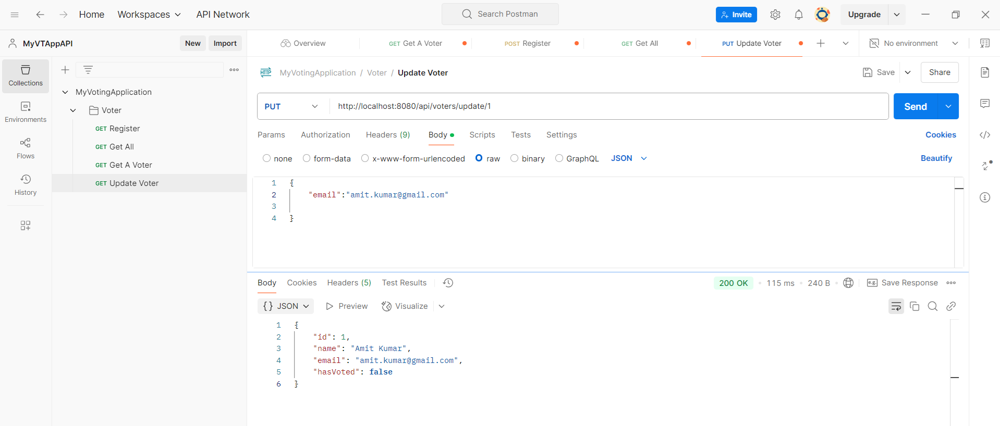 Home Workspaces API Network Search Postman Invite Upgrade
MyVTAppAPI New Import Overview GET Get A Voter POST Register GET Get All PUT Update Voter No environment
Collections
Environments
Flows
History
MyVotingApplication
Voter
GET Register
GET Get All
GET Get A Voter
GET Update Voter
HTTP MyVotingApplication / Voter / Update Voter Save Share
PUT http://localhost:8080/api/voters/update/1 Send
Params Authorization Headers (9) Body Scripts Tests Settings Cookies
none form-data x-www-form-urlencoded raw binary GraphQL JSON Beautify
1 {
2 "email":"amit.kumar@gmail.com"
3
4 }
Body Cookies Headers (5) Test Results 200 OK 115 ms 240 B e.g. Save Response
{} JSON Preview Visualize
1 {
2 "id": 1,
3 "name": "Amit Kumar",
4 "email": "amit.kumar@gmail.com",
5 "hasVoted": false
6 }